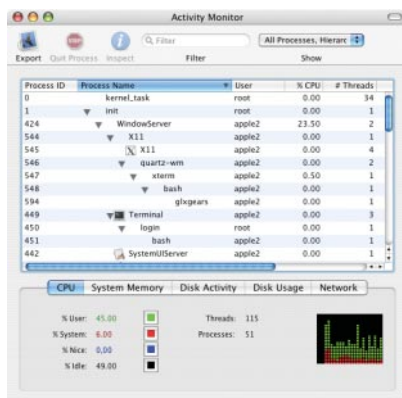 Activity Monitor
Export Quit Process Inspect Filter Show
Filter
All Processes, Hierarc
Process ID Process Name User % CPU # Threads
0 kernel_task root 0.00 34
1 init root 0.00 1
424 WindowServer apple2 23.50 2
544 X11 apple2 0.00 1
545 X X11 apple2 0.00 4
546 quartz-wm apple2 0.00 2
547 xterm apple2 0.50 1
548 bash apple2 0.00 1
594 glxgears apple2 0.00 1
449 Terminal apple2 0.00 3
450 login root 0.00 1
451 bash apple2 0.00 1
442 SystemUIServer apple2 0.00 1
CPU System Memory Disk Activity Disk Usage Network
% User: 45.00 Threads: 115
% System: 6.00 Processes: 51
% Nice: 0,00
% Idle: 49.00